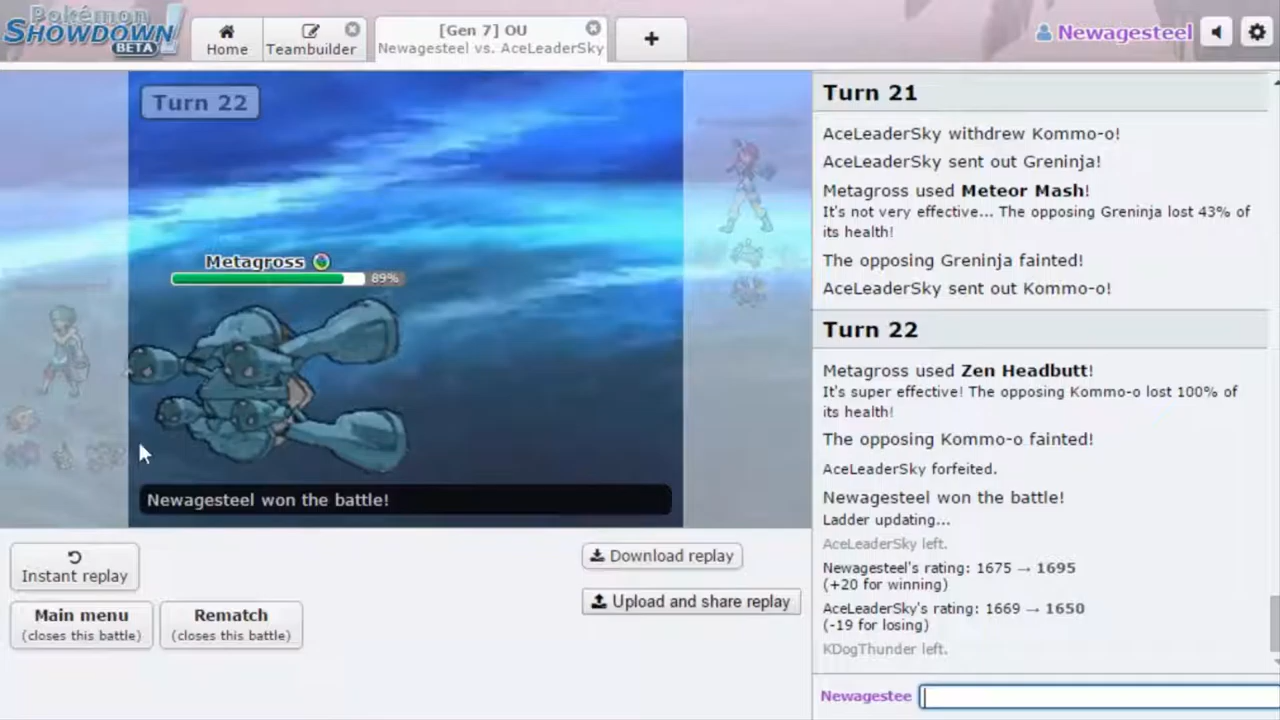 Pokémon
SHOWDOWN!
BETA
Home
Teambuilder
[Gen 7] OU
Newagesteel vs. AceLeaderSky
+
Newagesteel
Turn 22
Metagross
89%
Newagesteel won the battle!
Instant replay
Main menu
(closes this battle)
Rematch
(closes this battle)
Download replay
Upload and share replay
Turn 21
AceLeaderSky withdrew Kommo-o!
AceLeaderSky sent out Greninja!
Metagross used Meteor Mash!
It's not very effective... The opposing Greninja lost 43% of
its health!
The opposing Greninja fainted!
AceLeaderSky sent out Kommo-o!
Turn 22
Metagross used Zen Headbutt!
It's super effective! The opposing Kommo-o lost 100% of
its health!
The opposing Kommo-o fainted!
AceLeaderSky forfeited.
Newagesteel won the battle!
Ladder updating...
AceLeaderSky left.
Newagesteel's rating: 1675 → 1695
(+20 for winning)
AceLeaderSky's rating: 1669 → 1650
(-19 for losing)
KDogThunder left.
Newagestee